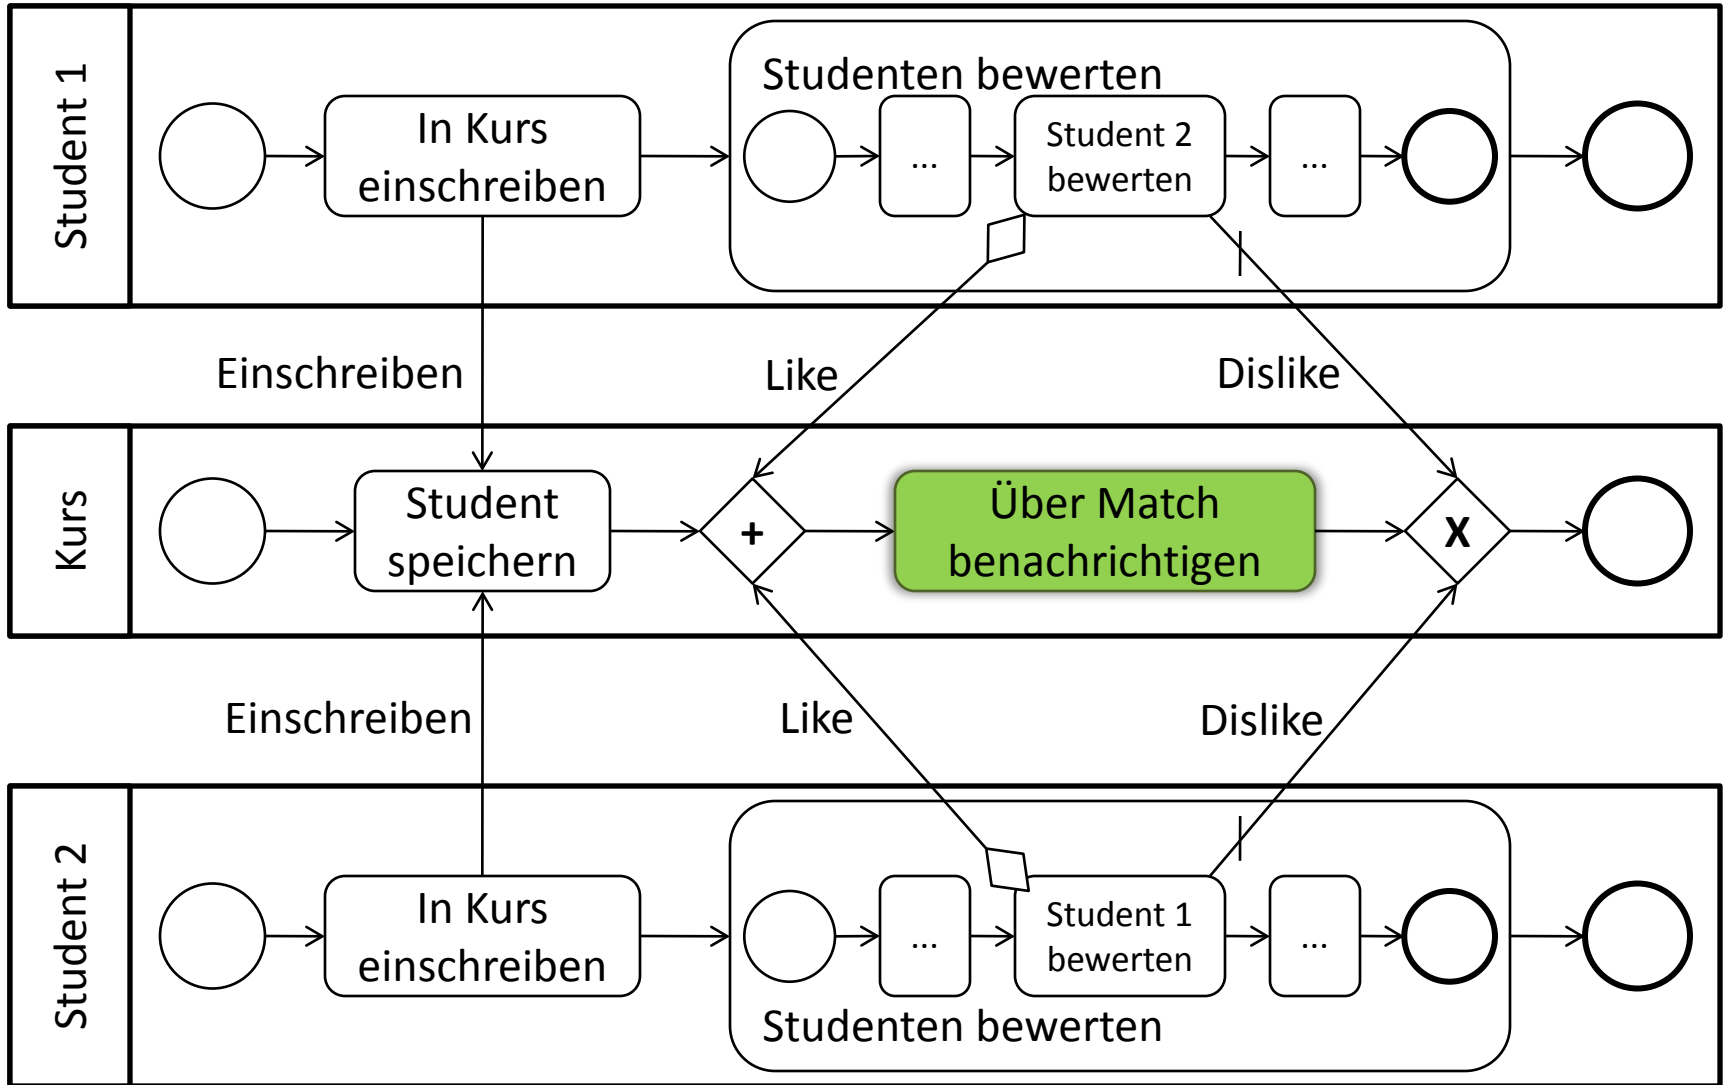 Student 1
Studenten bewerten
In Kurs
einschreiben
...
Student 2
bewerten
...
Einschreiben
Like
Dislike
Kurs
Student
speichern
+
Über Match
benachrichtigen
X
Einschreiben
Like
Dislike
Student 2
In Kurs
einschreiben
...
Student 1
bewerten
...
Studenten bewerten